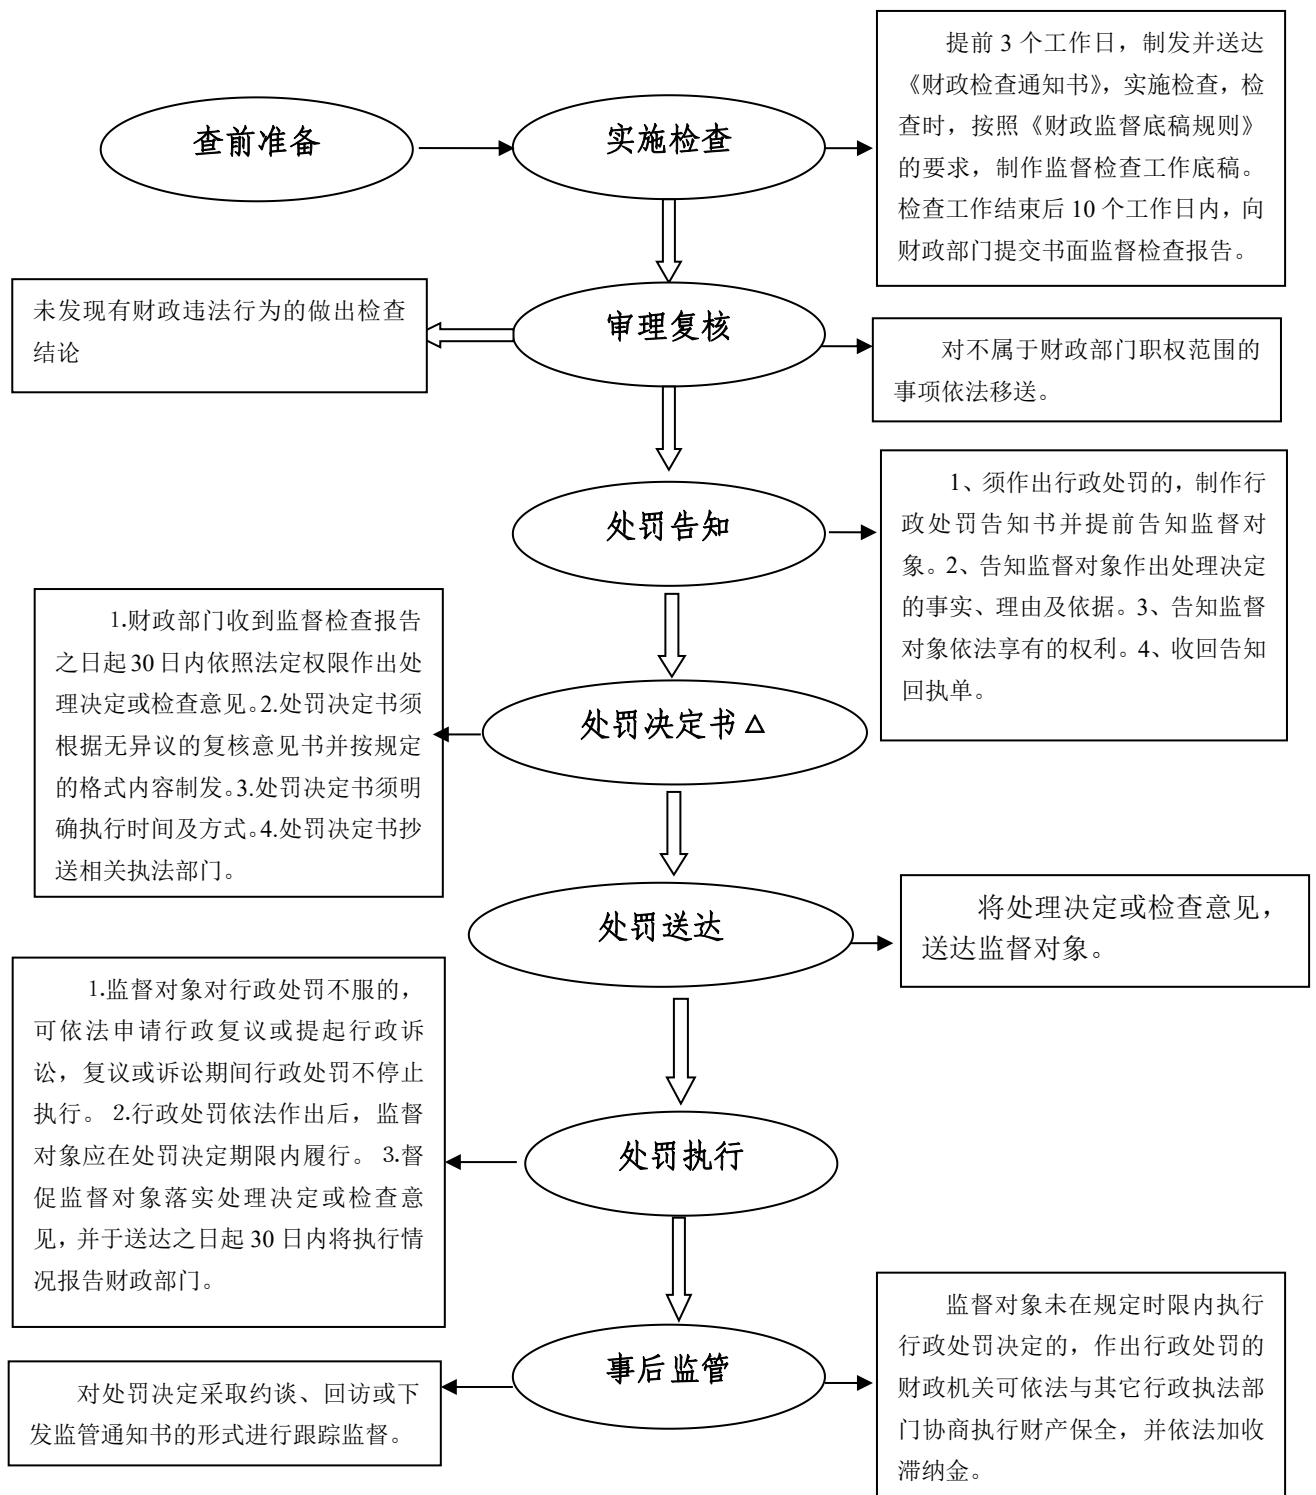 查前准备
实施检查
提前 3 个工作日，制发并送达
《财政检查通知书》，实施检查，检
查时，按照《财政监督底稿规则》
的要求，制作监督检查工作底稿。
检查工作结束后 10 个工作日内，向
财政部门提交书面监督检查报告。
未发现有财政违法行为的做出检查
结论
审理复核
对不属于财政部门职权范围的
事项依法移送。
处罚告知
1、须作出行政处罚的，制作行
政处罚告知书并提前告知监督对
象。2、告知监督对象作出处理决定
的事实、理由及依据。3、告知监督
对象依法享有的权利。4、收回告知
回执单。
1.财政部门收到监督检查报告
之日起 30 日内依照法定权限作出处
理决定或检查意见。2.处罚决定书须
根据无异议的复核意见书并按规定
的格式内容制发。3.处罚决定书须明
确执行时间及方式。4.处罚决定书抄
送相关执法部门。
处罚决定书△
处罚送达
将处理决定或检查意见，
送达监督对象。
1.监督对象对行政处罚不服的，
可依法申请行政复议或提起行政诉
讼，复议或诉讼期间行政处罚不停止
执行。 2.行政处罚依法作出后，监督
对象应在处罚决定期限内履行。 3.督
促监督对象落实处理决定或检查意
见，并于送达之日起 30 日内将执行情
况报告财政部门。
处罚执行
事后监管
监督对象未在规定时限内执行
行政处罚决定的，作出行政处罚的
财政机关可依法与其它行政执法部
门协商执行财产保全，并依法加收
滞纳金。
对处罚决定采取约谈、回访或下
发监管通知书的形式进行跟踪监督。